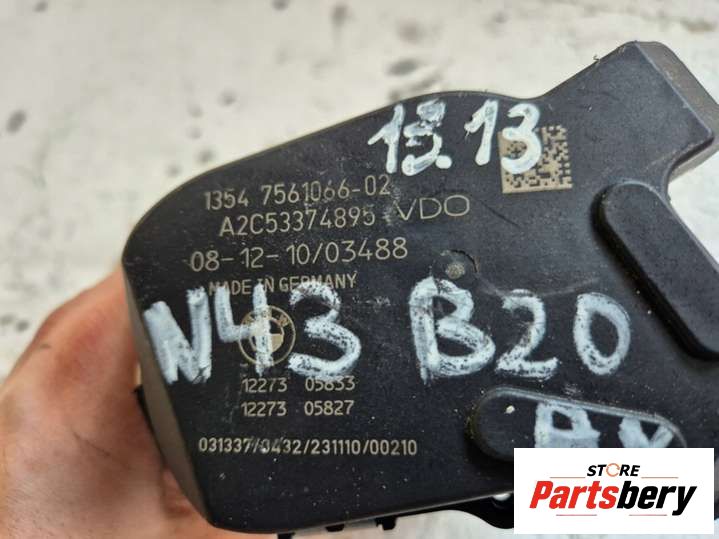 13.13
1354 7561066-02
A2C53374895 VDO
08-12-10/03488
MADE IN GERMANY
N43 B20
12273 05833
12273 05827
031337/0432/231110/00210
STORE
Partsbery